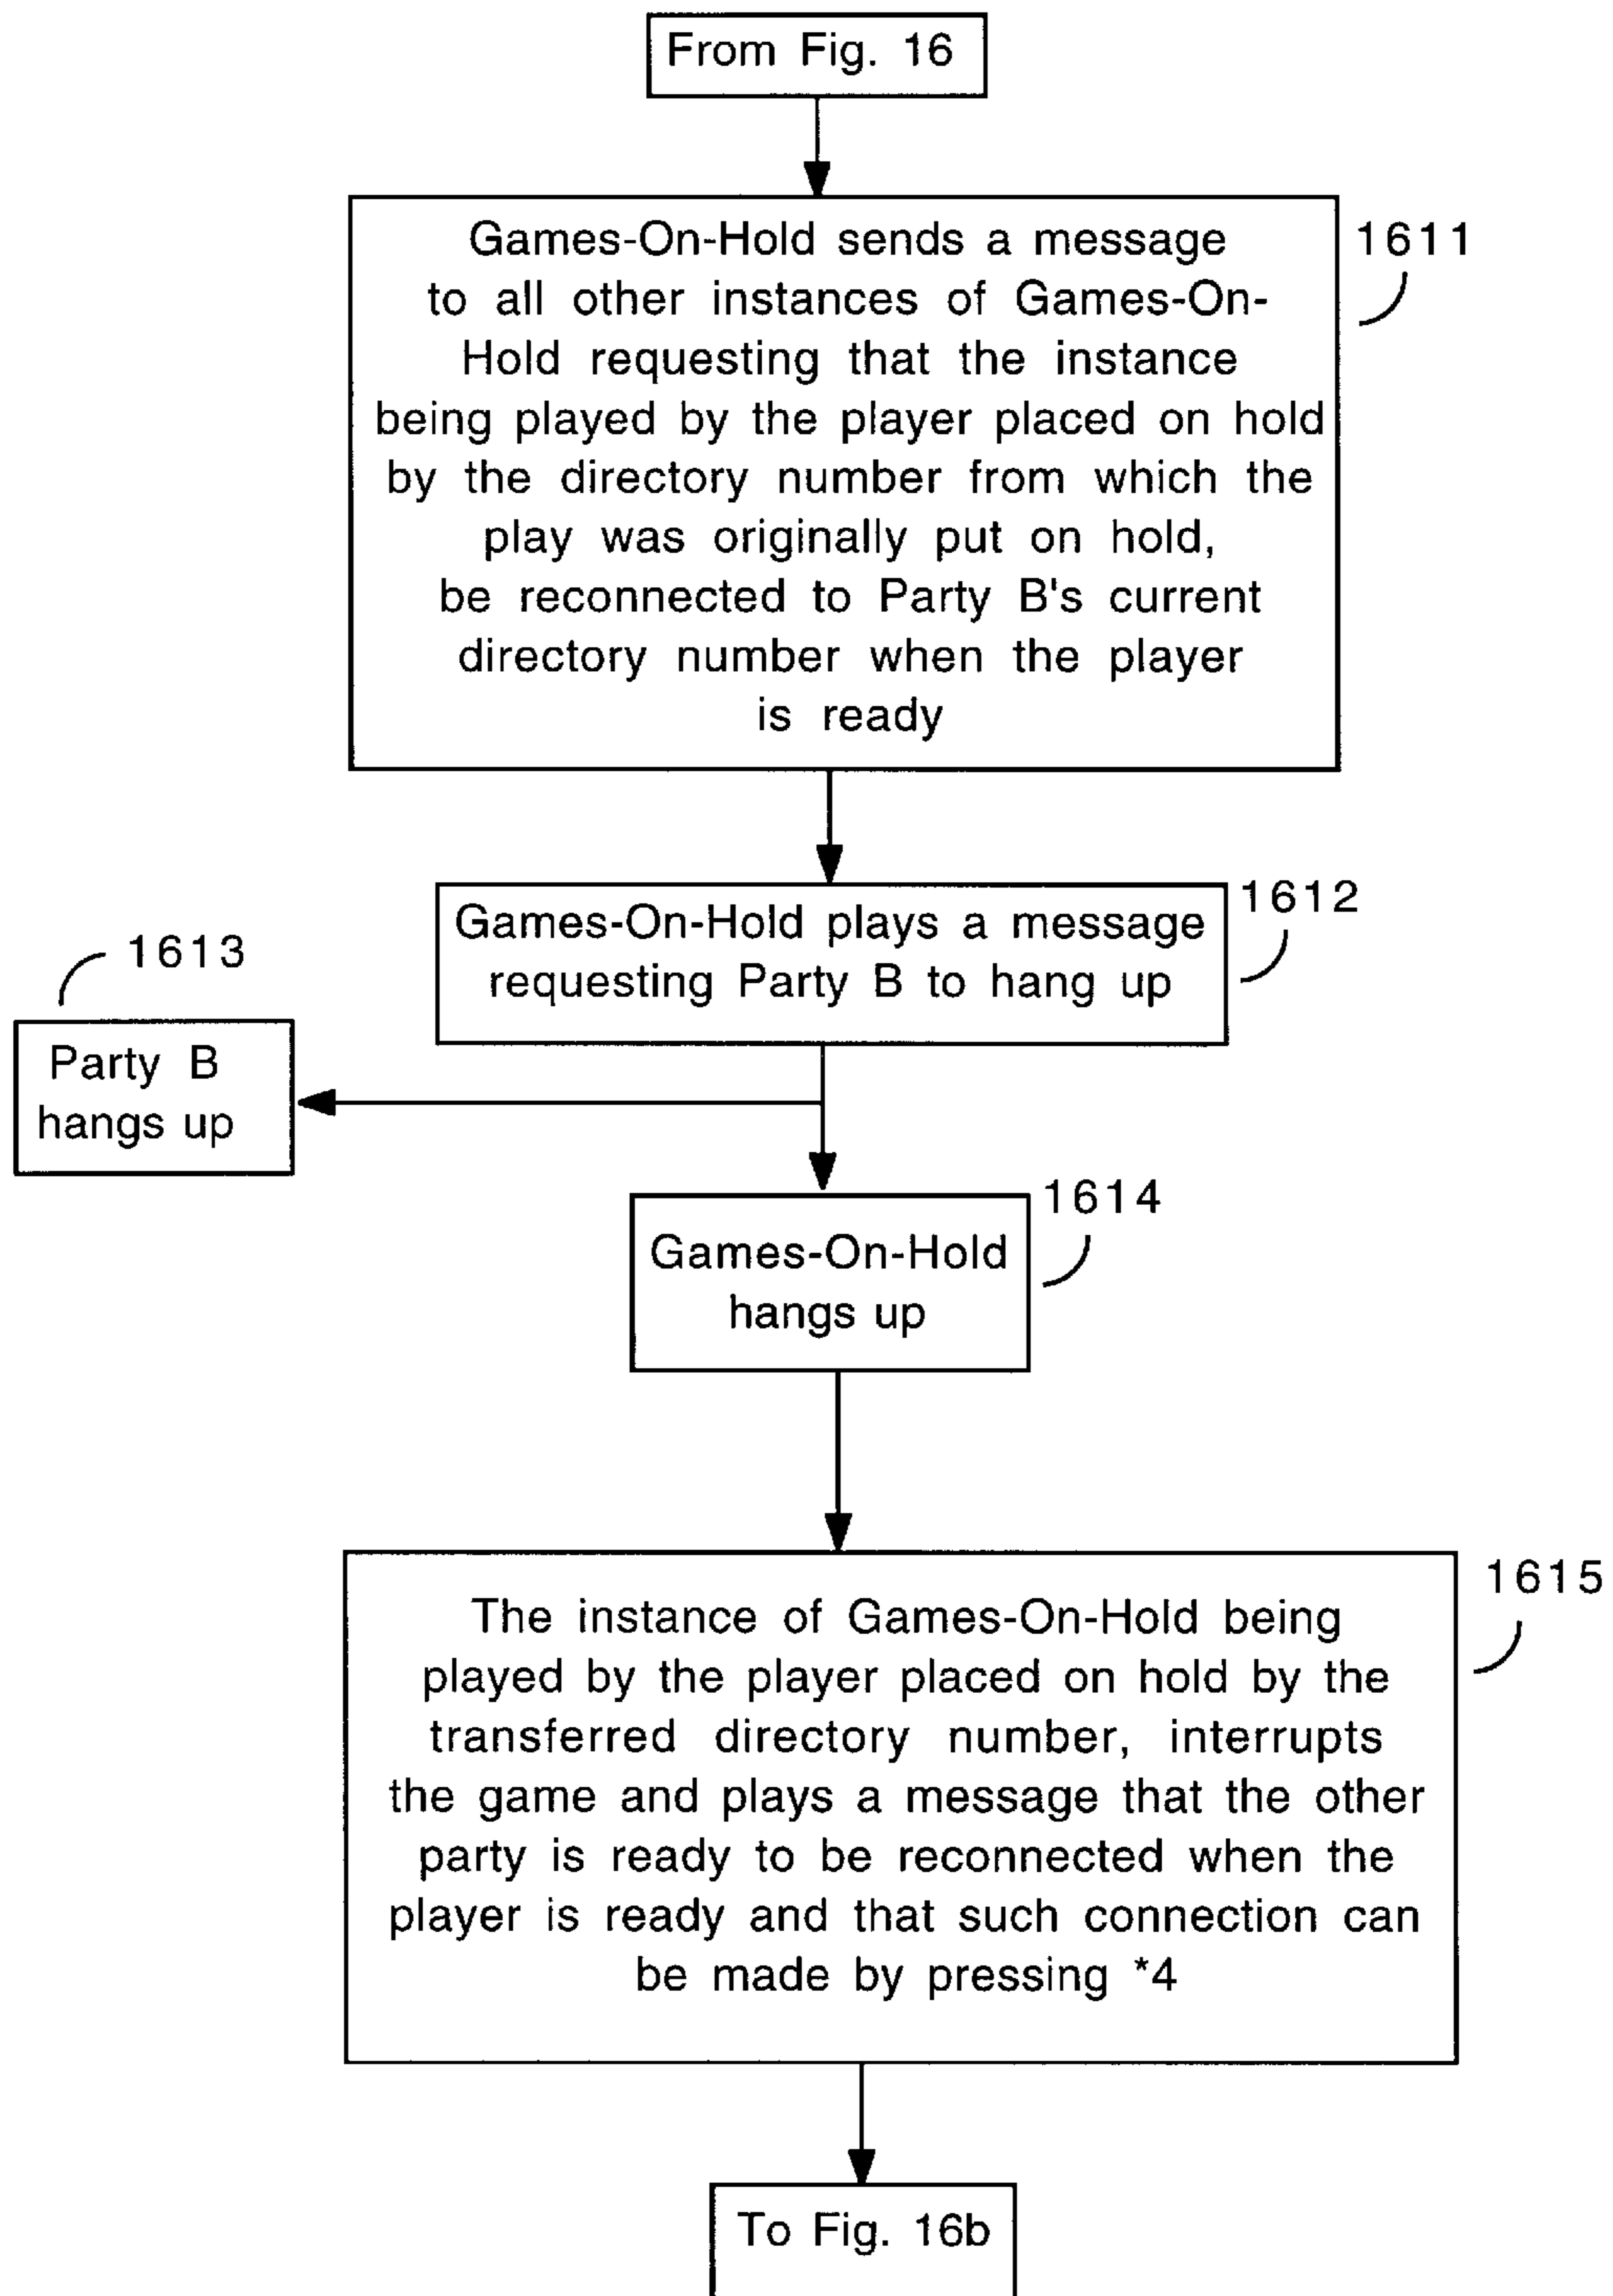 From Fig. 16
Games-On-Hold sends a message
1611
to all other instances of Games-On-
Hold requesting that the instance
being played by the player placed on hold
by the directory number from which the
play was originally put on hold,
be reconnected to Party B's current
directory number when the player
is ready
1612
Games-On-Hold plays a message
requesting Party B to hang up
1613
Party B
hangs up
1614
Games-On-Hold
hangs up
1615
The instance of Games-On-Hold being
played by the player placed on hold by the
transferred directory number, interrupts
the game and plays a message that the other
party is ready to be reconnected when the
player is ready and that such connection can
be made by pressing *4
To Fig. 16b